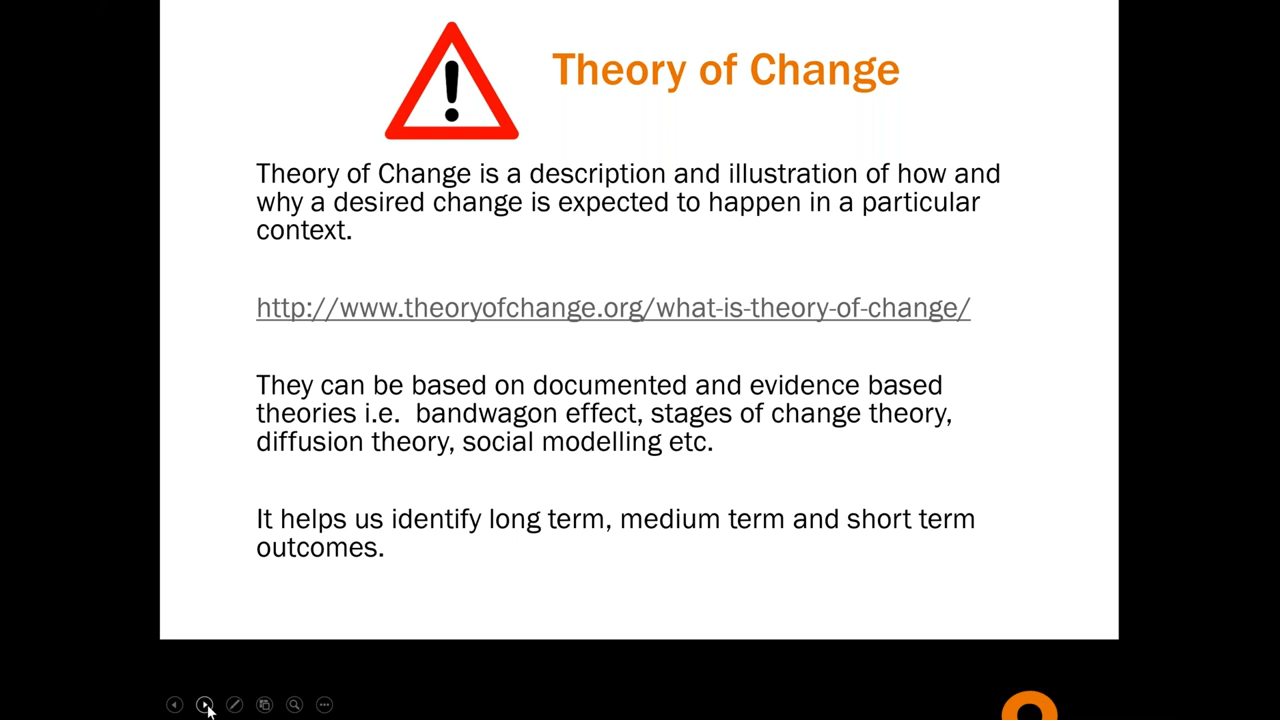 Theory of Change
Theory of Change is a description and illustration of how and
why a desired change is expected to happen in a particular
context.
http://www.theoryofchange.org/what-is-theory-of-change/
They can be based on documented and evidence based
theories i.e.  bandwagon effect, stages of change theory,
diffusion theory, social modelling etc.
It helps us identify long term, medium term and short term
outcomes.